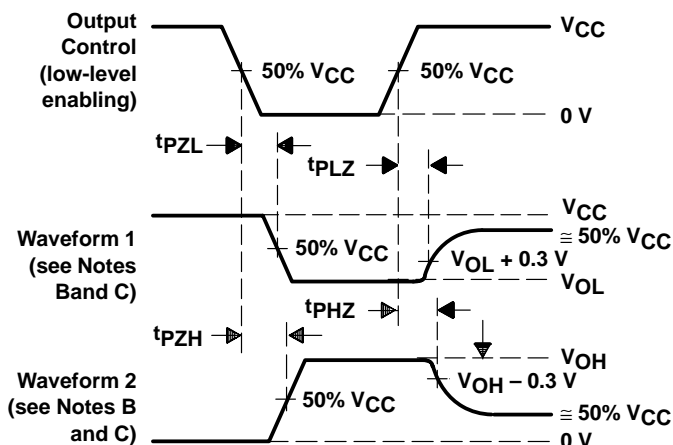 Output
Control
(low-level
enabling)
VCC
50% VCC
50% VCC
0 V
tPZL
tPLZ
Waveform 1
(see Notes
Band C)
VCC
≅ 50% VCC
50% VCC
VOL + 0.3 V
VOL
tPZH
tPHZ
Waveform 2
(see Notes B
and C)
VOH
VOH – 0.3 V
50% VCC
≅ 50% VCC
0 V